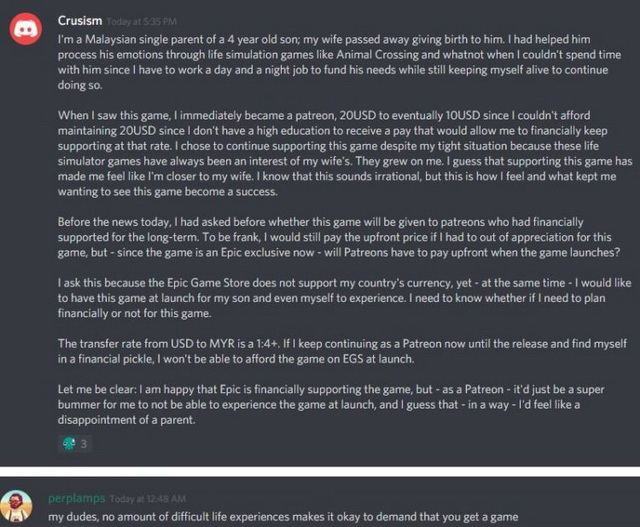 Crusism Today at 5:35 PM
I'm a Malaysian single parent of a 4 year old son; my wife passed away giving birth to him. I had helped him
process his emotions through life simulation games like Animal Crossing and whatnot when I couldn't spend time
with him since I have to work a day and a night job to fund his needs while still keeping myself alive to continue
doing so.
When I saw this game, I immediately became a patreon, 20USD to eventually 10USD since I couldn't afford
maintaining 20USD since I don't have a high education to receive a pay that would allow me to financially keep
supporting at that rate. I chose to continue supporting this game despite my tight situation because these life
simulator games have always been an interest of my wife's. They grew on me. I guess that supporting this game has
made me feel like I'm closer to my wife. I know that this sounds irrational, but this is how I feel and what kept me
wanting to see this game become a success.
Before the news today, I had asked before whether this game will be given to patreons who had financially
supported for the long-term. To be frank, I would still pay the upfront price if I had to out of appreciation for this
game, but - since the game is an Epic exclusive now - will Patreons have to pay upfront when the game launches?
I ask this because the Epic Game Store does not support my country's currency, yet - at the same time - I would like
to have this game at launch for my son and even myself to experience. I need to know whether if I need to plan
financially or not for this game.
The transfer rate from USD to MYR is a 1:4+. If I keep continuing as a Patreon now until the release and find myself
in a financial pickle, I won't be able to afford the game on EGS at launch.
Let me be clear: I am happy that Epic is financially supporting the game, but - as a Patreon - it'd just be a super
bummer for me to not be able to experience the game at launch, and I guess that - in a way - I'd feel like a
disappointment of a parent.
3
perplamps Today at 12:48 AM
my dudes, no amount of difficult life experiences makes it okay to demand that you get a game